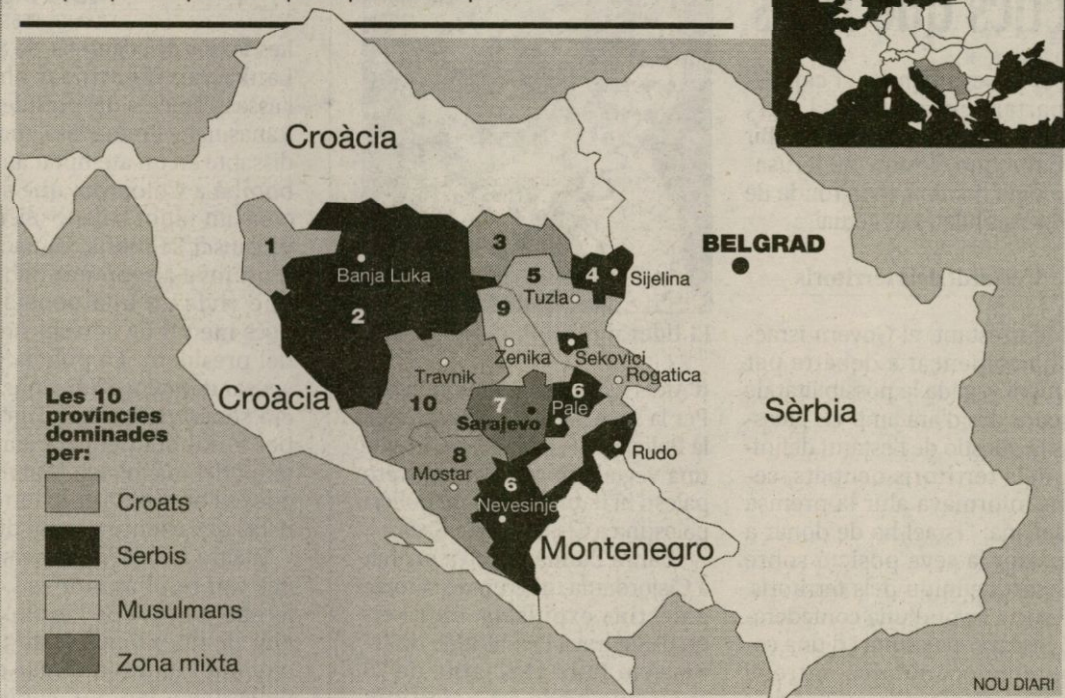 Croàcia
BELGRAD
1
3
4
Sijelina
5
Banja Luka
Tuzla
2
9
Zenika
Sekovici
Travnik
Rogatica
6
Croàcia
10
7
Pale
Sarajevo
Sèrbia
Rudo
8
Mostar
6
Nevesinje
Montenegro
Les 10
províncies
dominades
per:
Croats
Serbis
Musulmans
Zona mixta
NOU DIARI